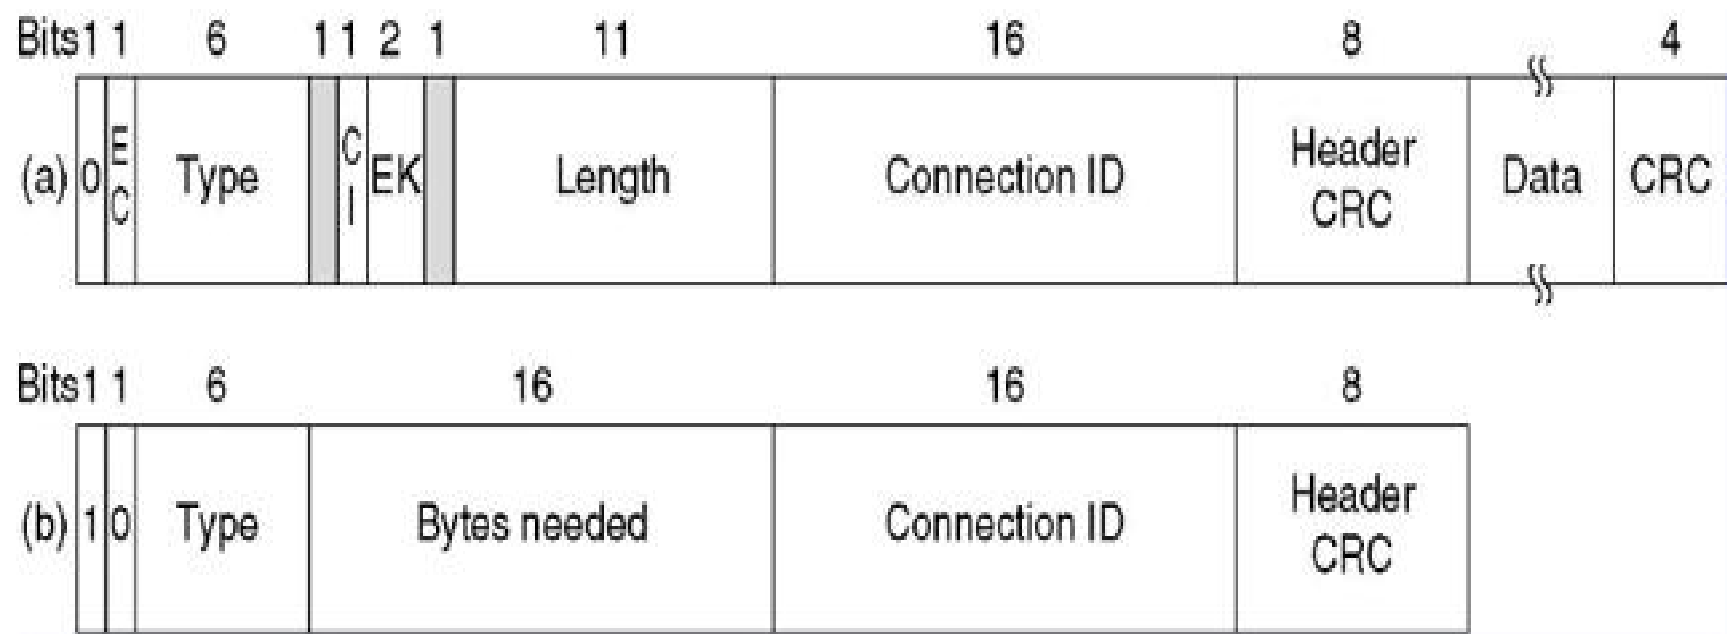 Bits 1 1 6 1 1 2 1 11 16 8 4
(a) 0 EC Type CI EK Length Connection ID Header CRC Data CRC
Bits 1 1 6 16 16 8
(b) 1 0 Type Bytes needed Connection ID Header CRC